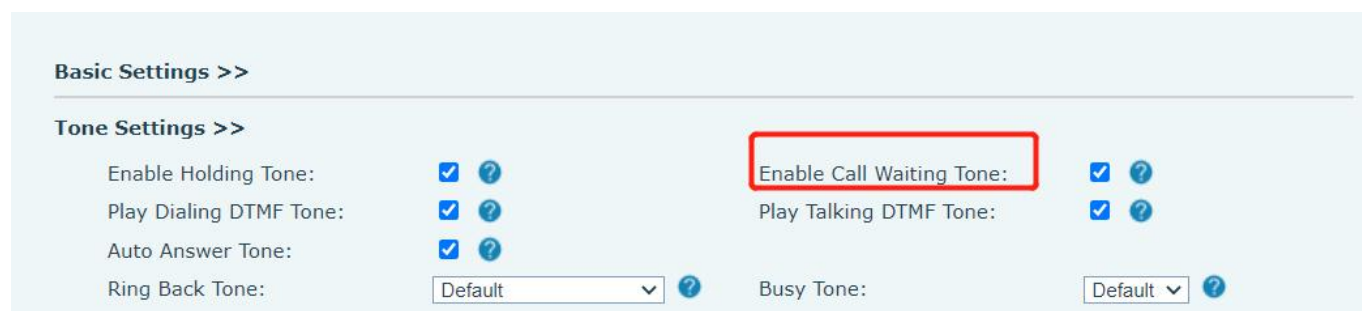 Basic Settings >>
Tone Settings >>
Enable Holding Tone: ? Enable Call Waiting Tone: ?
Play Dialing DTMF Tone: ? Play Talking DTMF Tone: ?
Auto Answer Tone: ?
Ring Back Tone: Default ? Busy Tone: Default ?